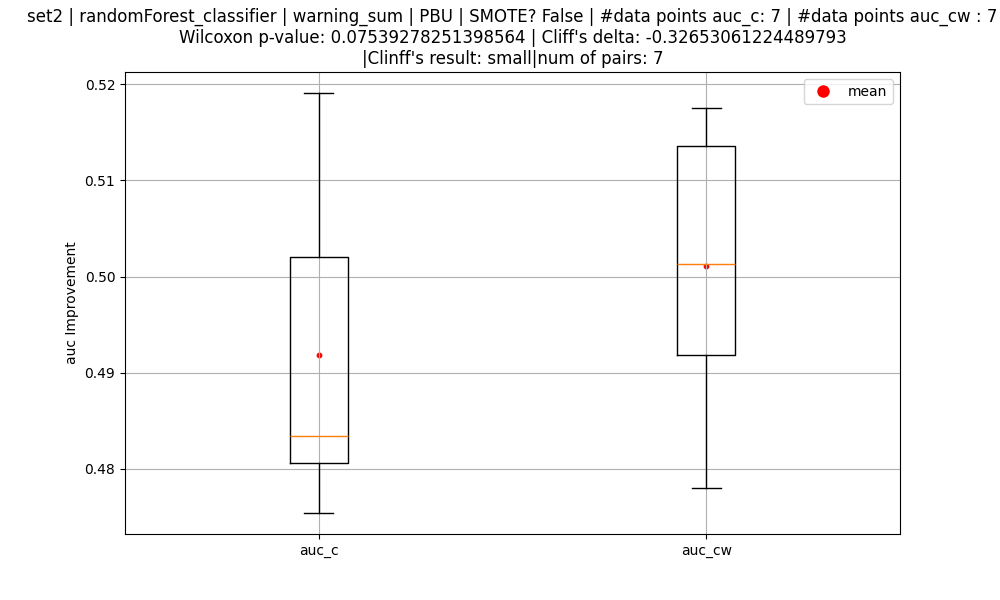 set2 | randomForest_classifier | warning_sum | PBU | SMOTE? False | #data points auc_c: 7 | #data points auc_cw : 7
Wilcoxon p-value: 0.07539278251398564 | Cliff's delta: -0.32653061224489793
|Clinff's result: small|num of pairs: 7
mean
0.52
0.51
0.50
0.49
0.48
auc Improvement
auc_c
auc_cw